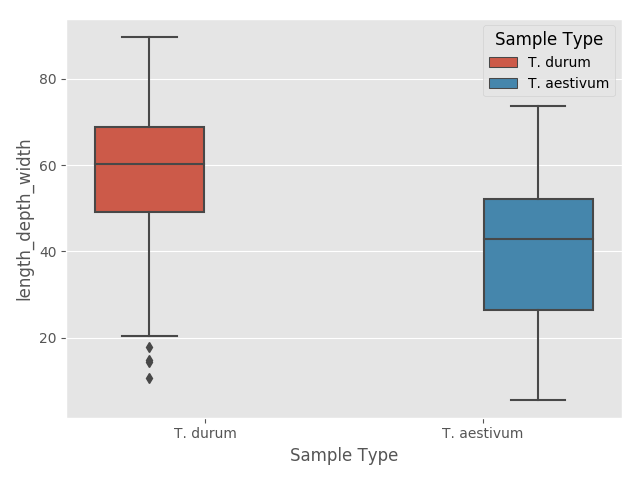 Sample Type
T. durum
T. aestivum
length_depth_width
80
60
40
20
T. durum
T. aestivum
Sample Type